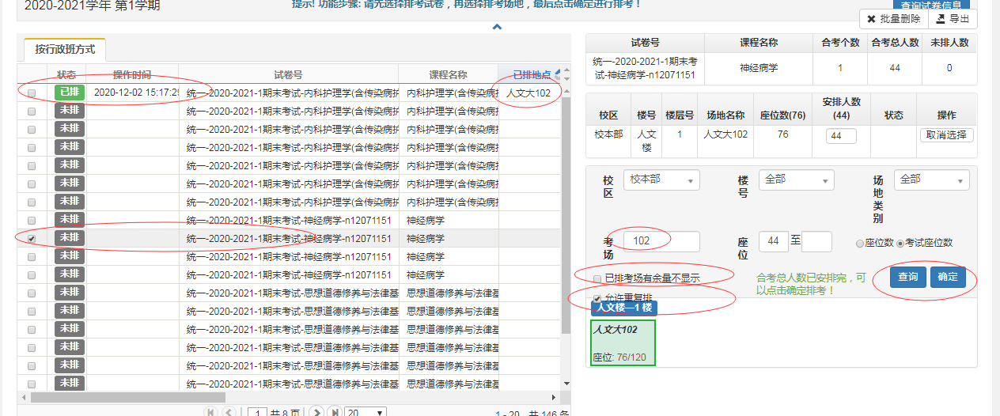 2020-2021学年 第1学期
提示! 功能步骤: 请先选择排考试卷，再选择排考场地，最后点击确定进行排考！
查询试卷信息
批量删除 导出
按行政班方式
状态 操作时间 试卷号 课程名称 已排地点
已排 2020-12-02 15:17:29 统一-2020-2021-1期末考试-内科护理学(含传染病护 内科护理学(含传染病护 人文大102
未排 统一-2020-2021-1期末考试-内科护理学(含传染病护 内科护理学(含传染病护
未排 统一-2020-2021-1期末考试-内科护理学(含传染病护 内科护理学(含传染病护
未排 统一-2020-2021-1期末考试-内科护理学(含传染病护 内科护理学(含传染病护
未排 统一-2020-2021-1期末考试-内科护理学(含传染病护 内科护理学(含传染病护
未排 统一-2020-2021-1期末考试-内科护理学(含传染病护 内科护理学(含传染病护
未排 统一-2020-2021-1期末考试-内科护理学(含传染病护 内科护理学(含传染病护
未排 统一-2020-2021-1期末考试-神经病学-n12071151 神经病学
未排 统一-2020-2021-1期末考试-神经病学-n12071151 神经病学
未排 统一-2020-2021-1期末考试-神经病学-n12071151 神经病学
未排 统一-2020-2021-1期末考试-神经病学-n12071151 神经病学
未排 统一-2020-2021-1期末考试-思想道德修养与法律基 思想道德修养与法律基
未排 统一-2020-2021-1期末考试-思想道德修养与法律基 思想道德修养与法律基
未排 统一-2020-2021-1期末考试-思想道德修养与法律基 思想道德修养与法律基
未排 统一-2020-2021-1期末考试-思想道德修养与法律基 思想道德修养与法律基
未排 统一-2020-2021-1期末考试-思想道德修养与法律基 思想道德修养与法律基
未排 统一-2020-2021-1期末考试-思想道德修养与法律基 思想道德修养与法律基
1 共 8 页 20 1 - 20 共 146 条
试卷号 课程名称 合考个数 合考总人数 未排人数
统一-2020-2021-1期末考
试-神经病学-n12071151 神经病学 1 44 0
校区 楼号 楼层号 场地名称 座位数(76) 安排人数
(44) 状态 操作
校本部 人文
楼 1 人文大102 76 44 取消选择
校区 校本部 楼号 全部 场地类别 全部
考场 102 座位 44 至 座位数 考试座位数
已排考场有余量不显示
合考总人数已安排完，可
以点击确定排考！
查询 确定
允许重复排
人文楼—1 楼
人文大102
座位: 76/120